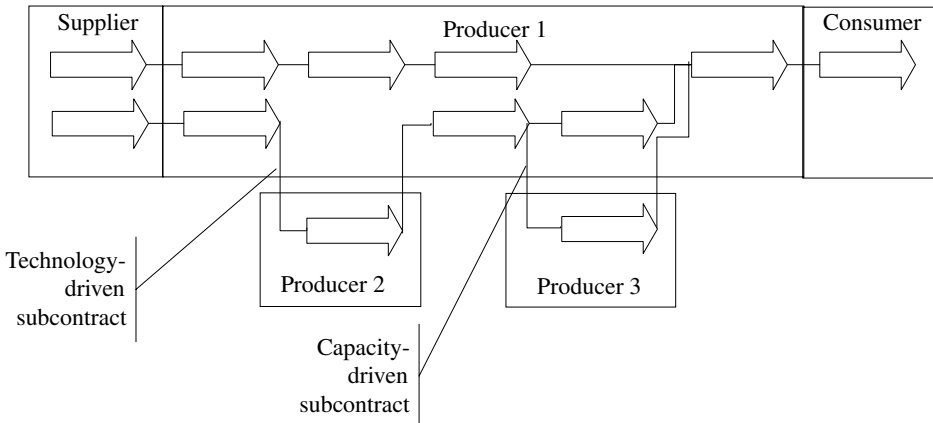 Supplier
Producer 1
Consumer
Technology-
driven
subcontract
Producer 2
Producer 3
Capacity-
driven
subcontract